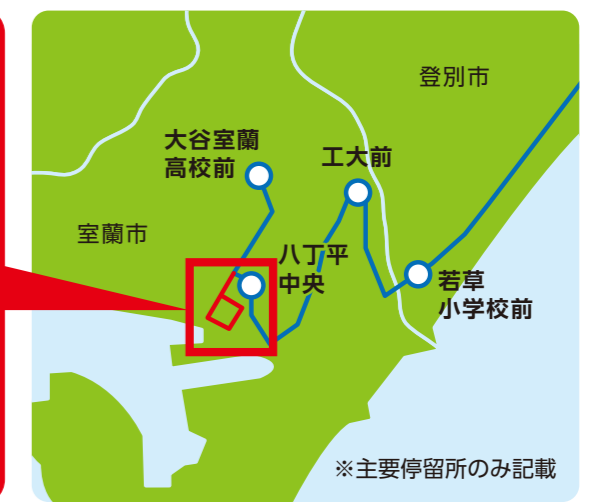 登別市
大谷室蘭
高校前
工大前
室蘭市
八丁平
中央
若草
小学校前
※主要停留所のみ記載